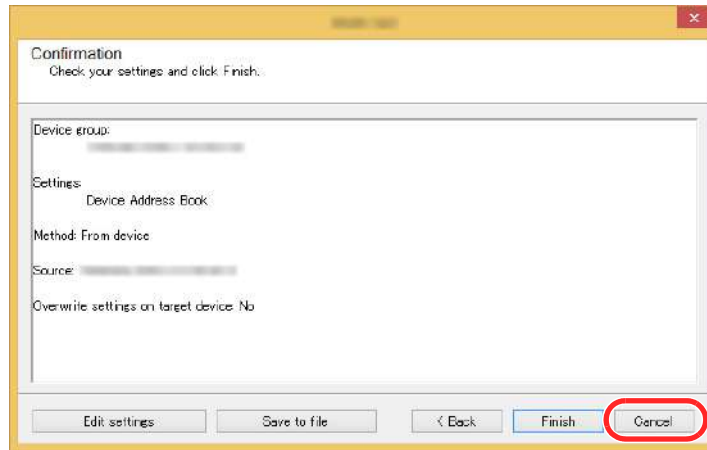 Confirmation
Check your settings and click Finish.
Device group:
Settings:
Device Address Book
Method: From device
Source:
Overwrite settings on target device: No
Edit settings
Save to file
< Back
Finish
Cancel